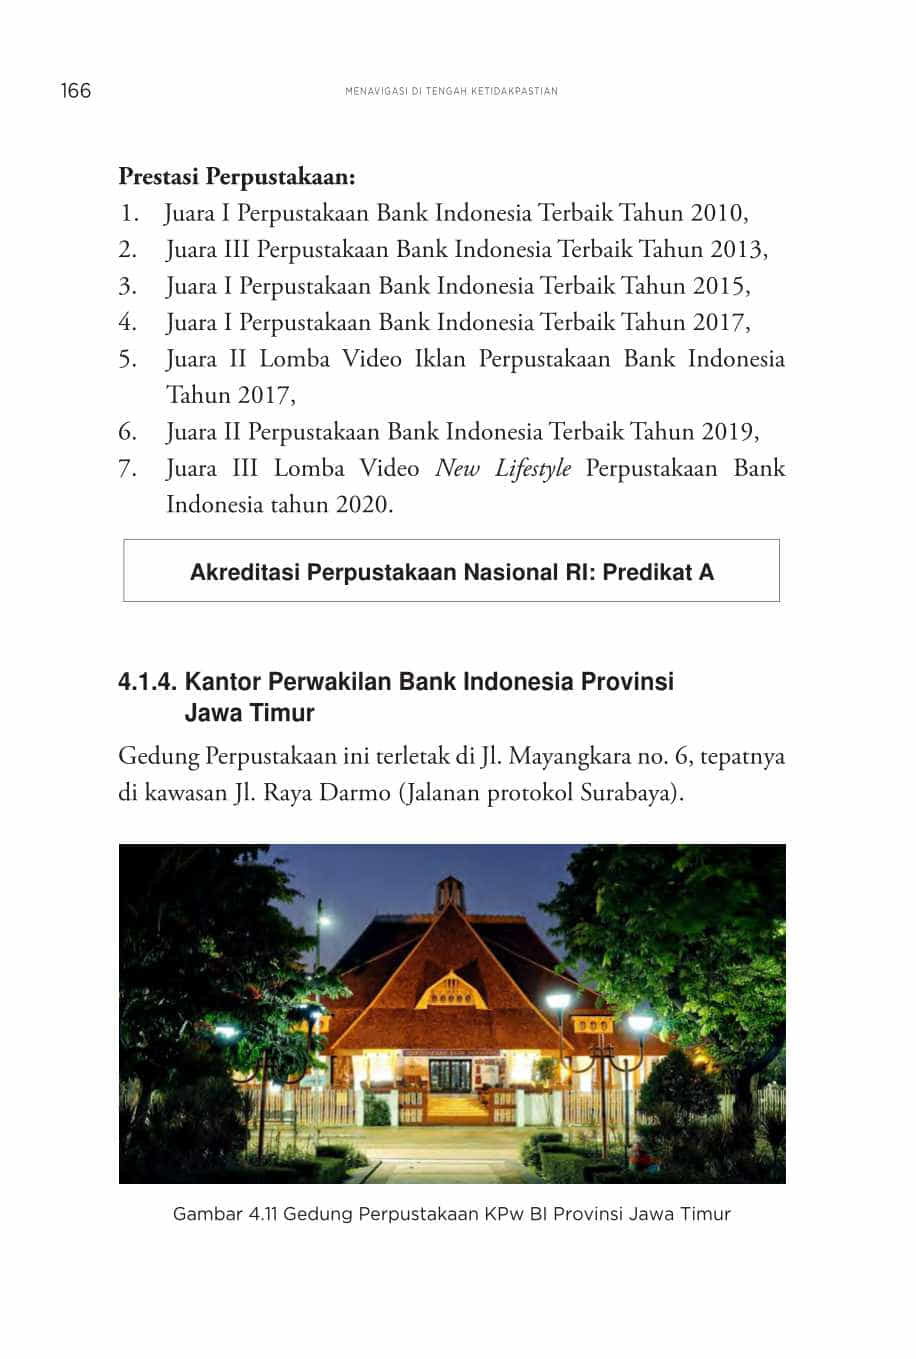 166
MENAVIGASI DI TENGAH KETIDAKPASTIAN
Prestasi Perpustakaan:
1. Juara I Perpustakaan Bank Indonesia Terbaik Tahun 2010,
2. Juara III Perpustakaan Bank Indonesia Terbaik Tahun 2013,
3. Juara I Perpustakaan Bank Indonesia Terbaik Tahun 2015,
4. Juara I Perpustakaan Bank Indonesia Terbaik Tahun 2017,
5. Juara II Lomba Video Iklan Perpustakaan Bank Indonesia
Tahun 2017,
6. Juara II Perpustakaan Bank Indonesia Terbaik Tahun 2019,
7. Juara III Lomba Video New Lifestyle Perpustakaan Bank
Indonesia tahun 2020.
Akreditasi Perpustakaan Nasional RI: Predikat A
4.1.4. Kantor Perwakilan Bank Indonesia Provinsi
Jawa Timur
Gedung Perpustakaan ini terletak di Jl. Mayangkara no. 6, tepatnya
di kawasan Jl. Raya Darmo (Jalanan protokol Surabaya).
Gambar 4.11 Gedung Perpustakaan KPw BI Provinsi Jawa Timur